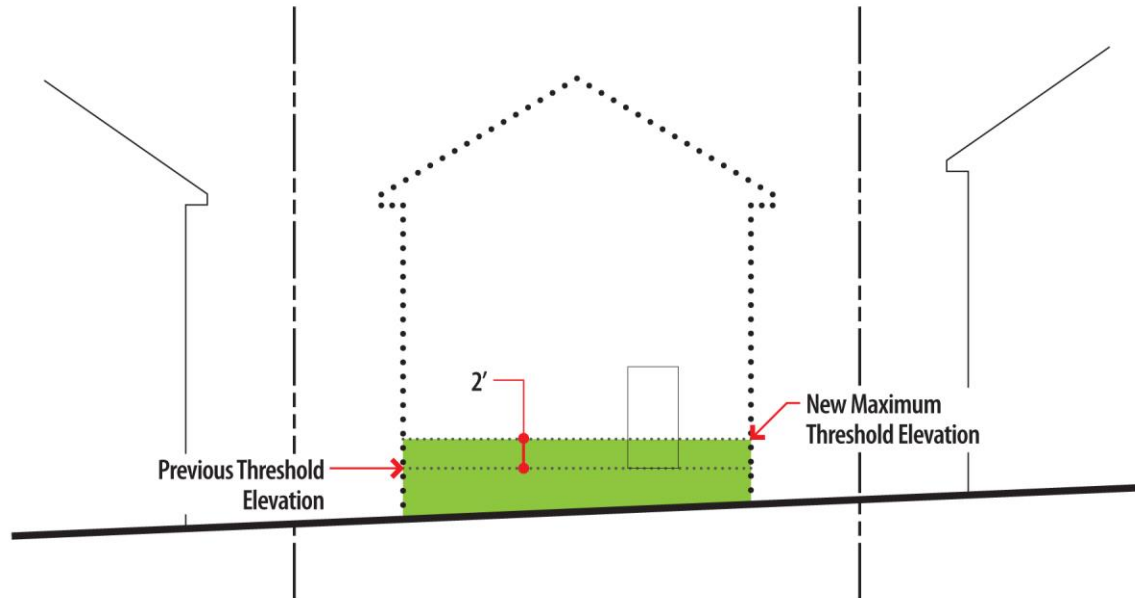 2′
New Maximum
Threshold Elevation
Previous Threshold
Elevation